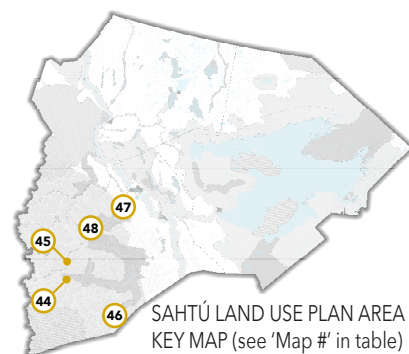 47
48
45
44
46
SAHTÚ LAND USE PLAN AREA
KEY MAP (see ‘Map #’ in table)